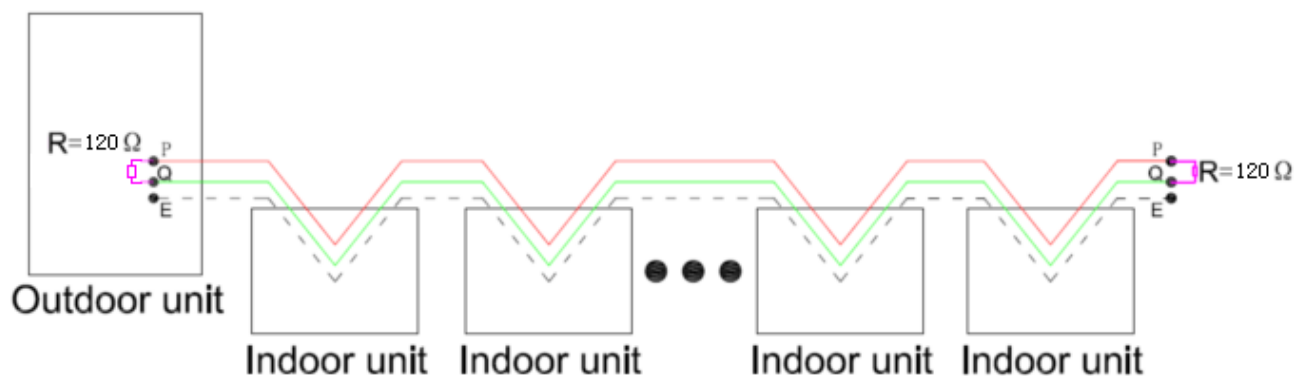 R=120 Ω
P
Q
E
P
Q
E
R=120 Ω
Outdoor unit
Indoor unit
Indoor unit
Indoor unit
Indoor unit